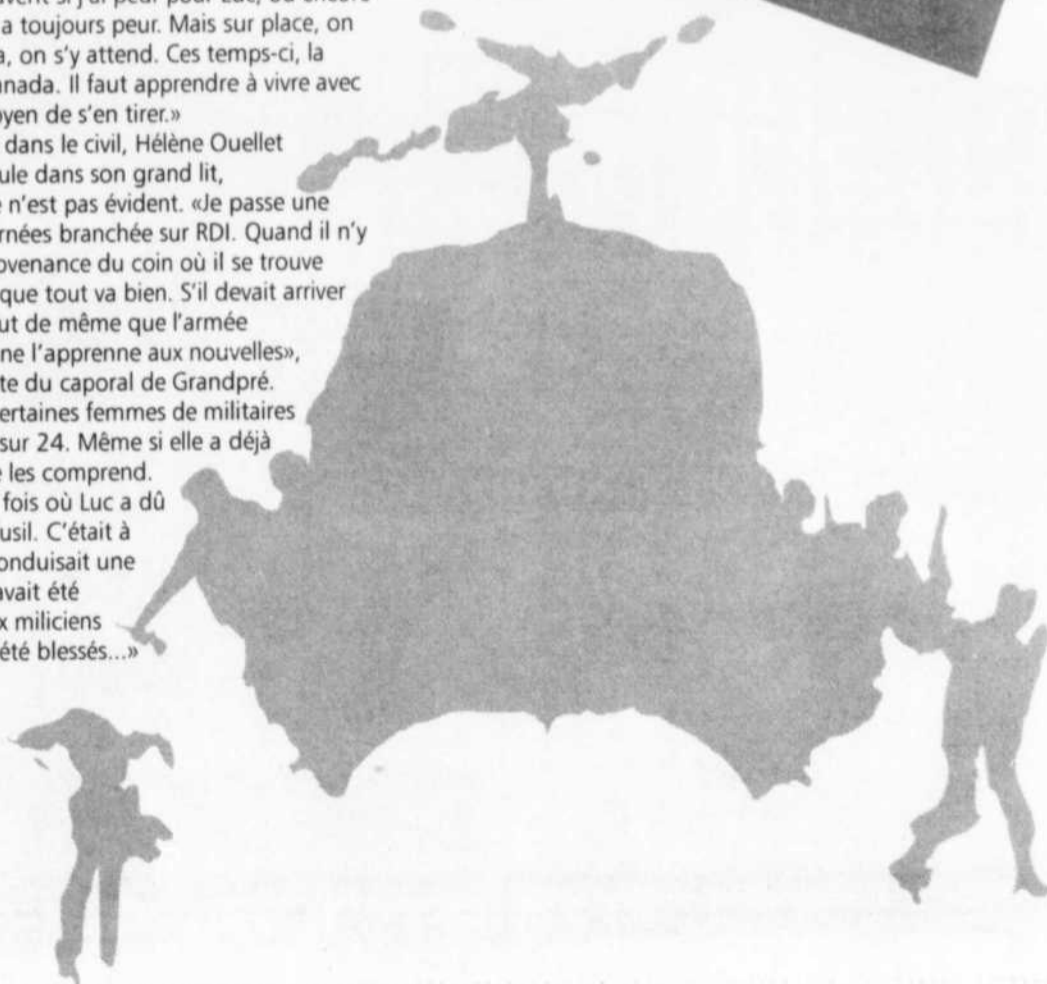 a toujours peur. Mais sur place, on
a, on s'y attend. Ces temps-ci, la
nada. Il faut apprendre à vivre avec
yen de s'en tirer.»
dans le civil, Hélène Ouellet
ule dans son grand lit,
n'est pas évident. «Je passe une
rnées branchée sur RDI. Quand il n'y
ovenance du coin où il se trouve
que tout va bien. S'il devait arriver
ut de même que l'armée
ne l'apprenne aux nouvelles»,
te du caporal de Grandpré.
ertaines femmes de militaires
sur 24. Même si elle a déjà
les comprend.
fois où Luc a dû
usil. C'était à
onduisait une
avait été
x miliciens
été blessés...»